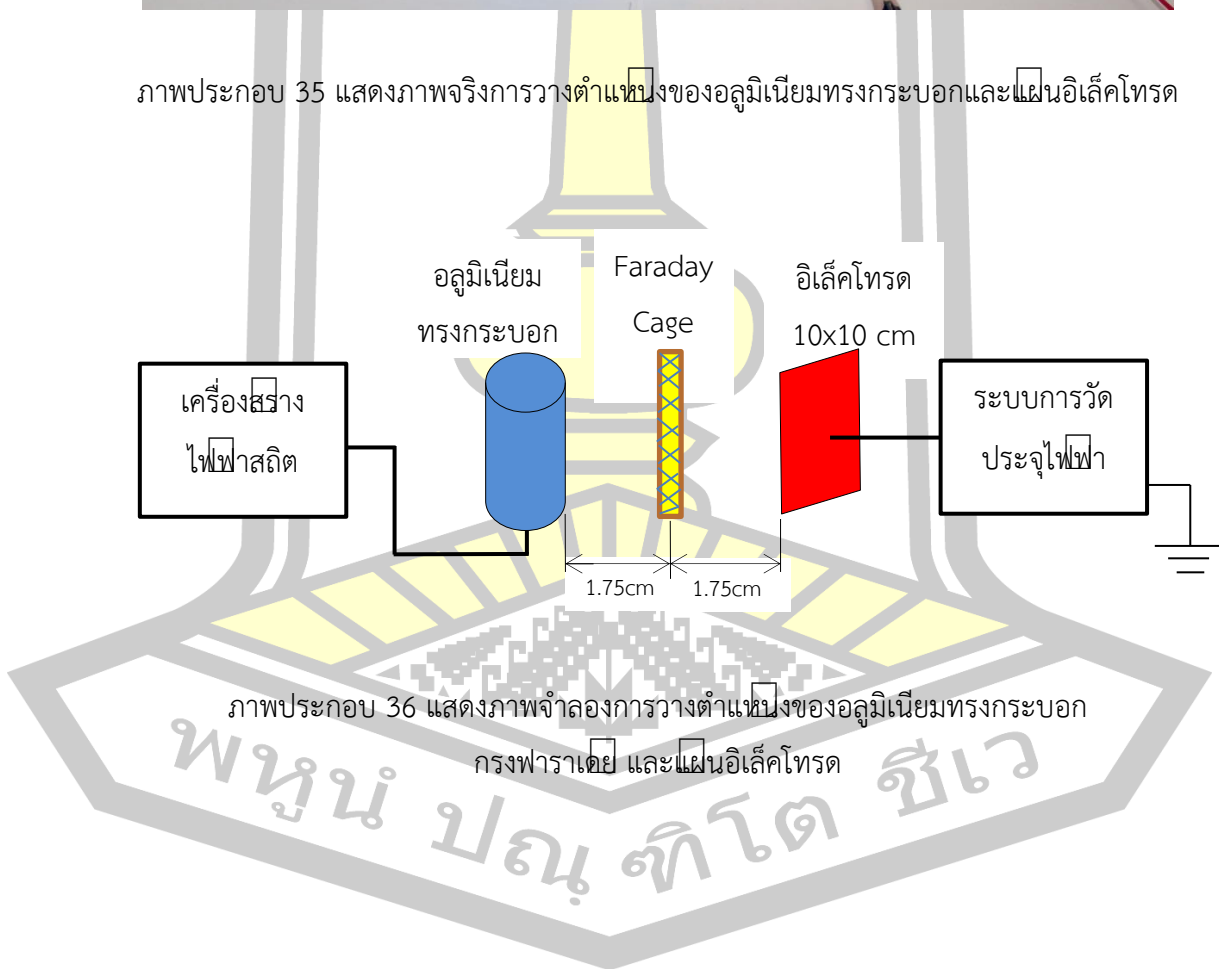 ภาพประกอบ 35 แสดงภาพจริงการวางตำแหน่งของอลูมิเนียมทรงกระบอกและแผ่นอิเล็คโทรด
อลูมิเนียม
ทรงกระบอก
Faraday
Cage
อิเล็คโทรด
10x10 cm
เครื่องสร้าง
ไฟฟ้าสถิต
ระบบการวัด
ประจุไฟฟ้า
1.75cm
1.75cm
ภาพประกอบ 36 แสดงภาพจำลองการวางตำแหน่งของอลูมิเนียมทรงกระบอก
กรงฟาราเดย์ และแผ่นอิเล็คโทรด
พหูนํ ปณฺฑิโต ชีเว